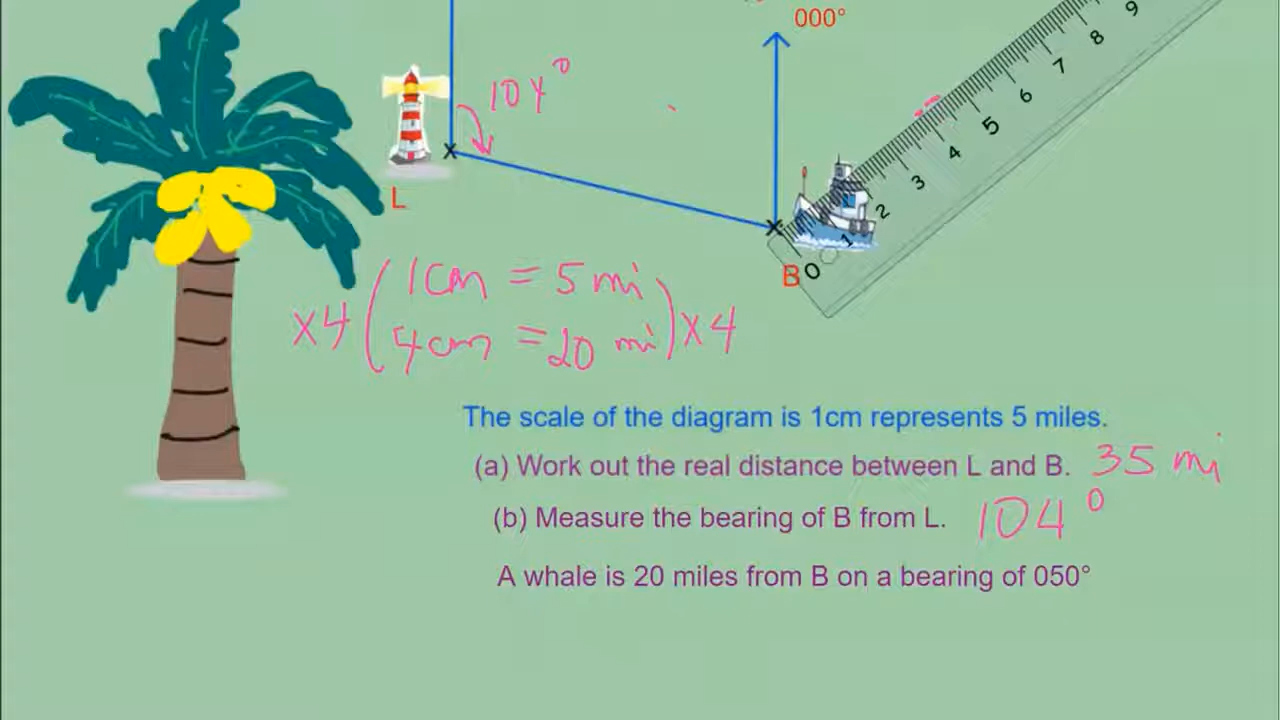 000°
104°
L
B
0 1 2 3 4 5 6 7 8 9
1cm = 5 mi
x4 ( ) x4
4cm = 20 mi
The scale of the diagram is 1cm represents 5 miles.
(a) Work out the real distance between L and B. 35 mi
(b) Measure the bearing of B from L. 104°
A whale is 20 miles from B on a bearing of 050°